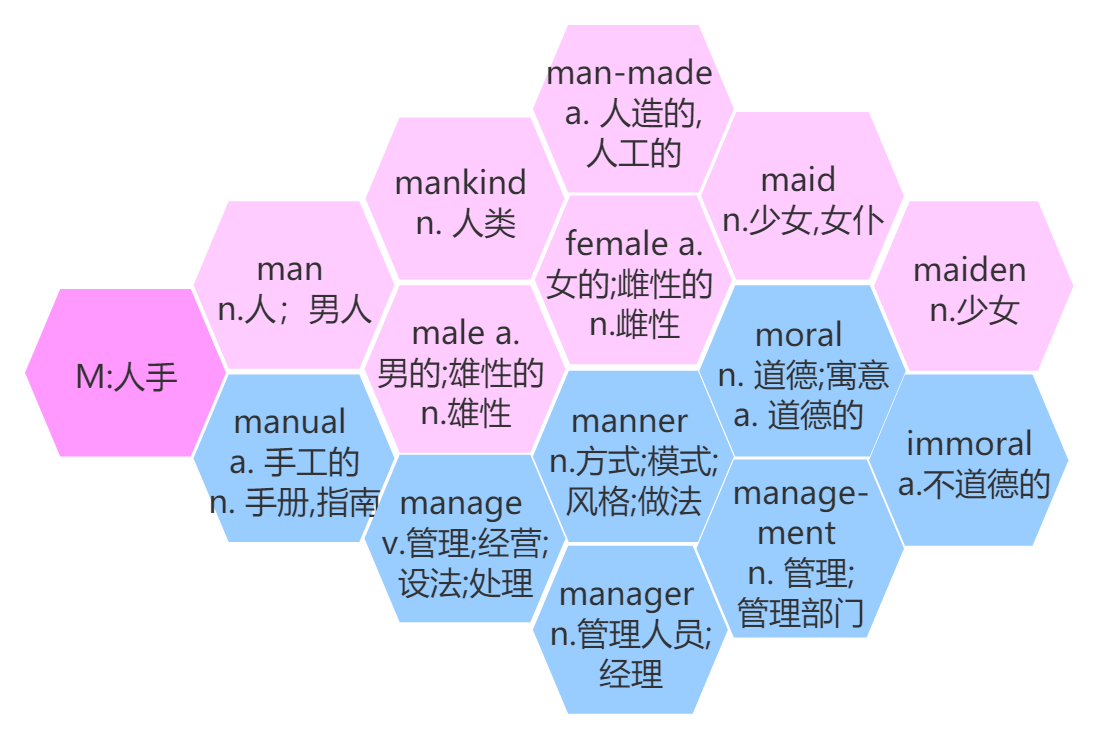 M:人手
man
n.人；男人
manual
a. 手工的
n. 手册,指南
mankind
n. 人类
male a.
男的;雄性的
n.雄性
manage
v.管理;经营;
设法;处理
man-made
a. 人造的,
人工的
female a.
女的;雌性的
n.雌性
manner
n.方式;模式;
风格;做法
manager
n.管理人员;
经理
maid
n.少女,女仆
moral
n. 道德;寓意
a. 道德的
manage-
ment
n. 管理;
管理部门
maiden
n.少女
immoral
a.不道德的